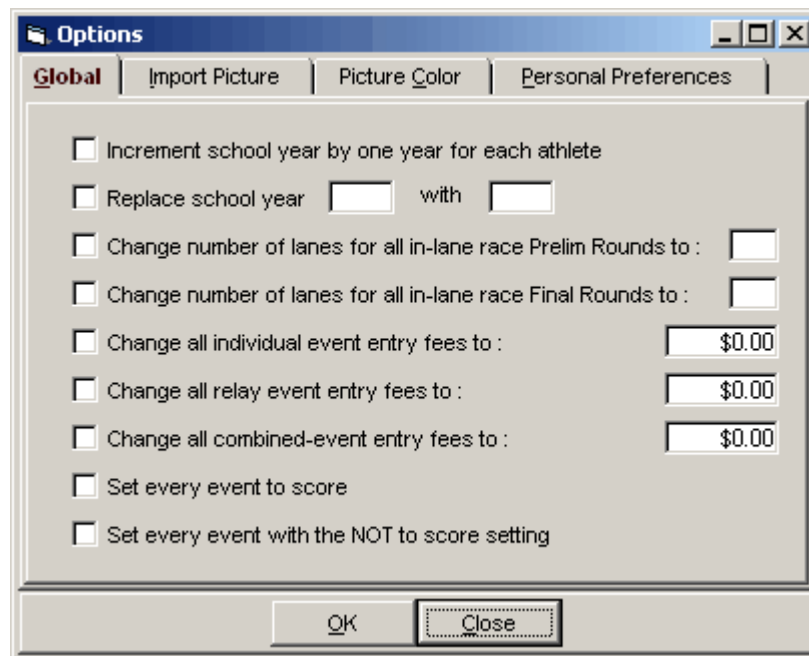 Options
Global Import Picture Picture Color Personal Preferences
Increment school year by one year for each athlete
Replace school year with
Change number of lanes for all in-lane race Prelim Rounds to :
Change number of lanes for all in-lane race Final Rounds to :
Change all individual event entry fees to : $0.00
Change all relay event entry fees to : $0.00
Change all combined-event entry fees to : $0.00
Set every event to score
Set every event with the NOT to score setting
OK Close